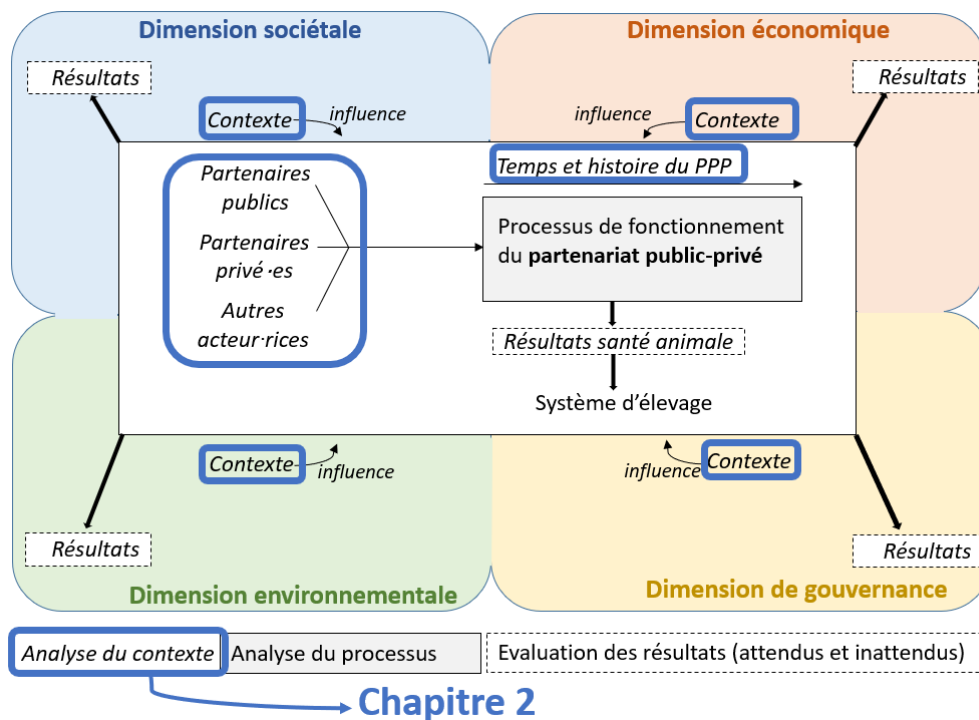 Dimension sociétale
Dimension économique
Résultats
Résultats
Contexte
influence
influence
Contexte
Temps et histoire du PPP
Partenaires
publics
Partenaires
privé·es
Autres
acteur·rices
Processus de fonctionnement
du partenariat public-privé
Résultats santé animale
Système d’élevage
Contexte
influence
influence
Contexte
Résultats
Résultats
Dimension environnementale
Dimension de gouvernance
Analyse du contexte
Analyse du processus
Evaluation des résultats (attendus et inattendus)
Chapitre 2